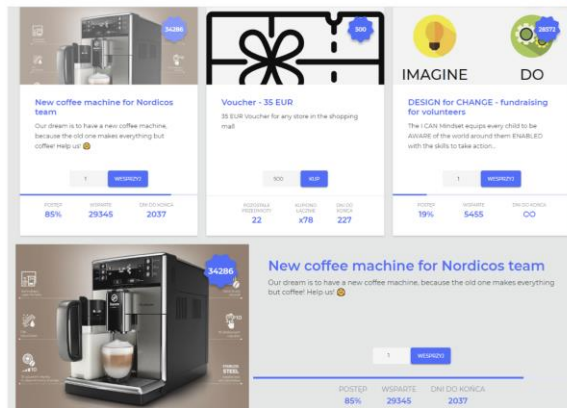 34286
New coffee machine for Nordicos
team
Our dream is to have a new coffee machine,
because the old one makes everything but
coffee! Help us!
1 WESPRZYJ
POSTĘP WSPARTE DNI DO KOŃCA
85% 29345 2037
500
Voucher - 35 EUR
35 EUR Voucher for any store in the shopping
mall
500 KUP
POZOSTAŁE PRZEDMIOTY KUPIONO ŁĄCZNIE DNI DO KOŃCA
22 x78 227
28572
IMAGINE DO
DESIGN for CHANGE - fundraising
for volunteers
The I CAN Mindset equips every child to be
AWARE of the world around them ENABLED
with the skills to take action...
1 WESPRZYJ
POSTĘP WSPARTE DNI DO KOŃCA
19% 5455 ∞
34286
New coffee machine for Nordicos team
Our dream is to have a new coffee machine, because the old one makes everything
but coffee! Help us!
1 WESPRZYJ
POSTĘP WSPARTE DNI DO KOŃCA
85% 29345 2037